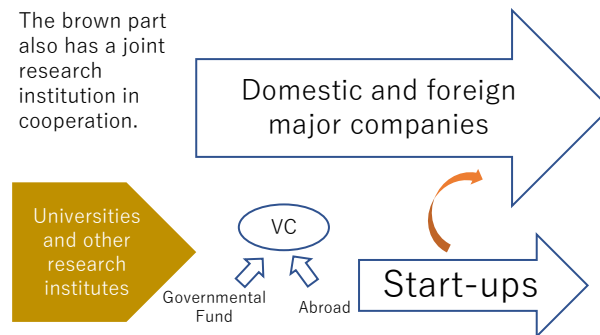 The brown part
also has a joint
research
institution in
cooperation.
Domestic and foreign
major companies
Universities
and other
research
institutes
VC
Governmental
Fund
Abroad
Start-ups